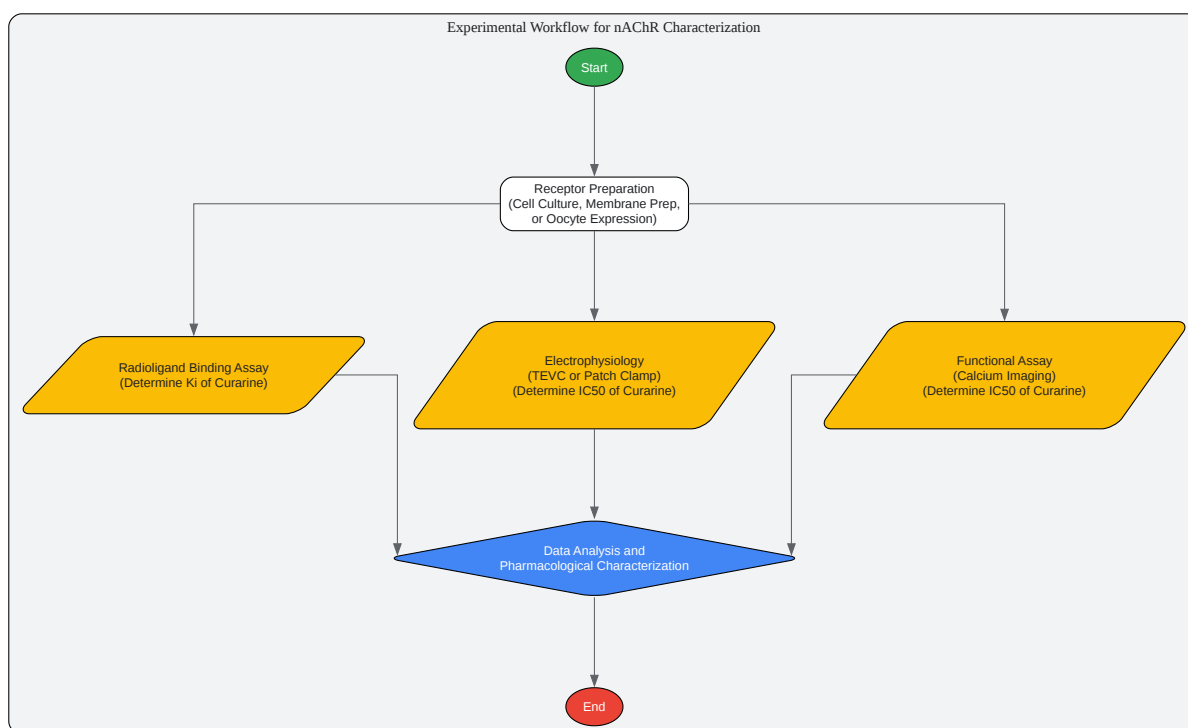 Experimental Workflow for nAChR Characterization
Start
Receptor Preparation
(Cell Culture, Membrane Prep,
or Oocyte Expression)
Radioligand Binding Assay
(Determine Ki of Curarine)
Electrophysiology
(TEVC or Patch Clamp)
(Determine IC50 of Curarine)
Functional Assay
(Calcium Imaging)
(Determine IC50 of Curarine)
Data Analysis and
Pharmacological Characterization
End